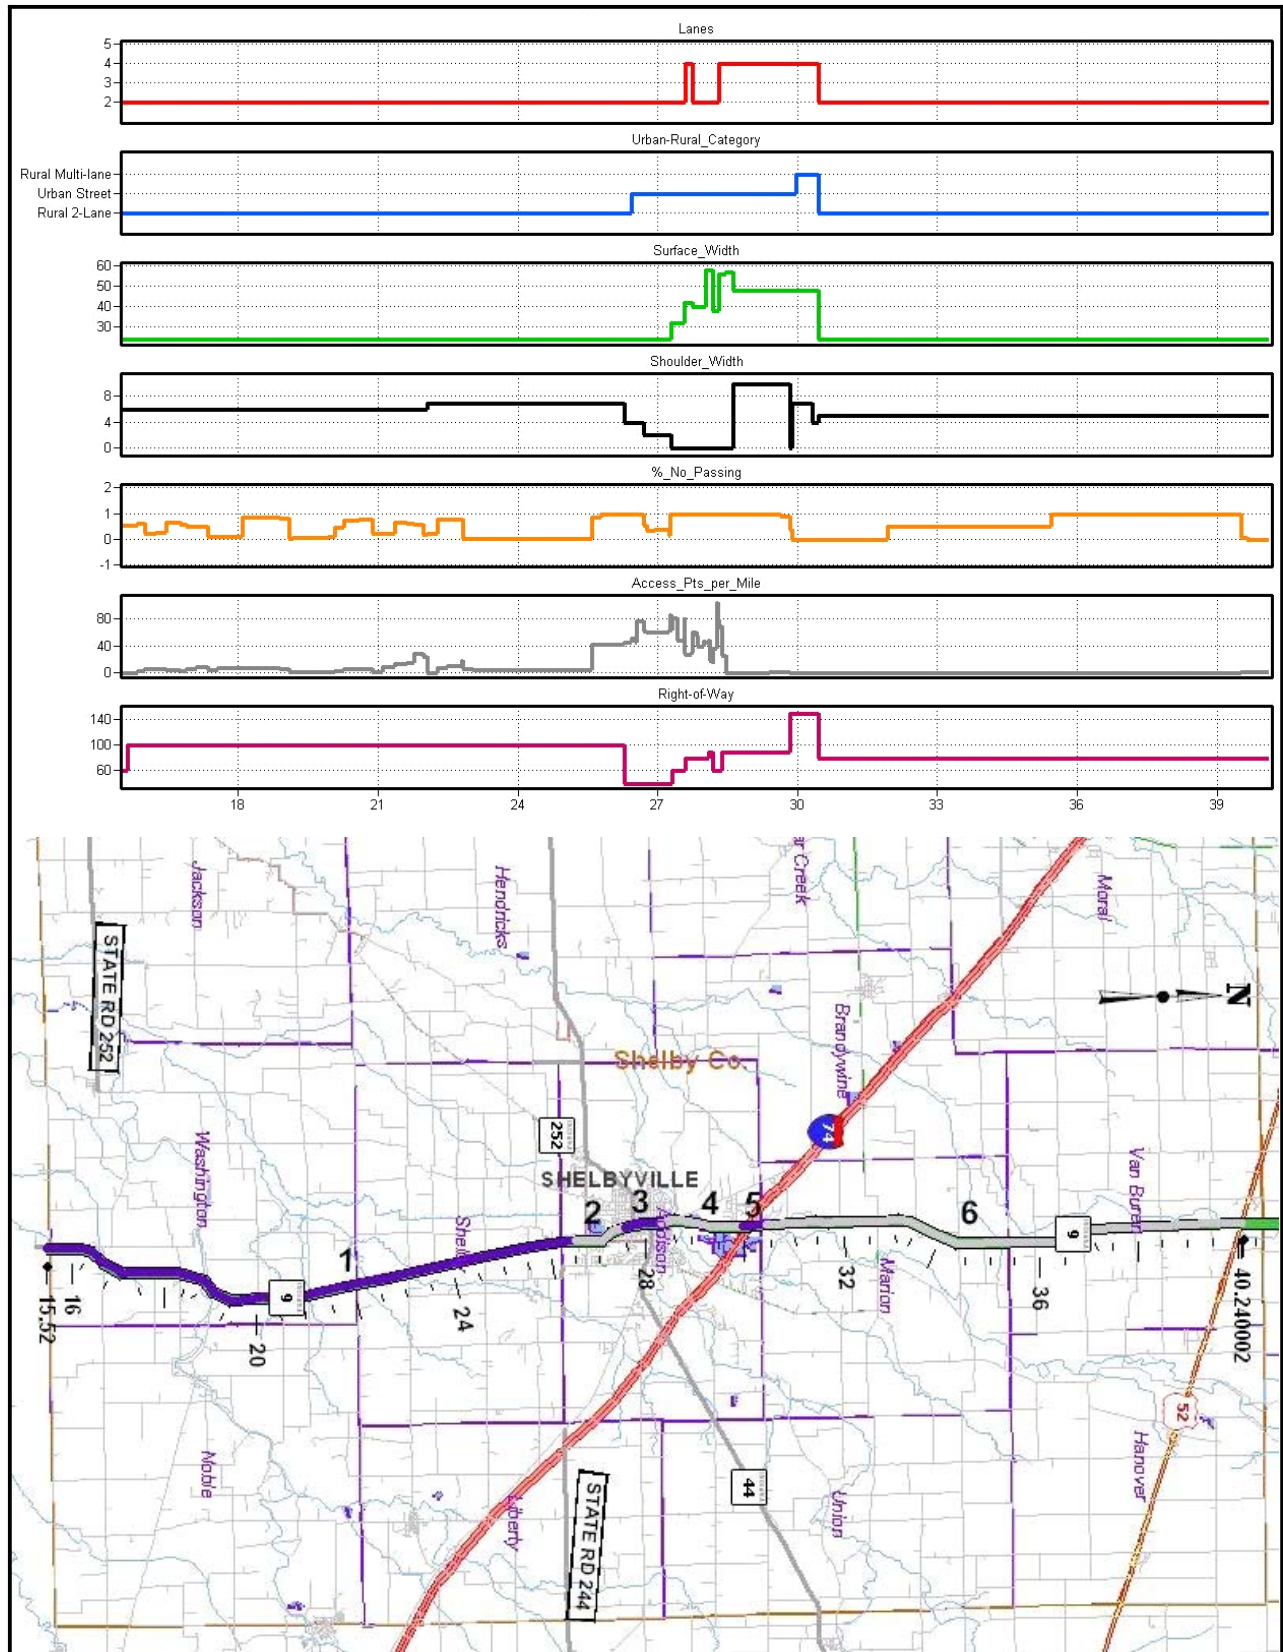 Lanes
5
4
3
2
Urban-Rural_Category
Rural Multi-lane
Urban Street
Rural 2-Lane
Surface_Width
60
50
40
30
Shoulder_Width
8
4
0
%_No_Passing
2
1
0
-1
Access_Pts_per_Mile
80
40
0
Right-of-Way
140
100
60
18 21 24 27 30 33 36 39
Jackson
Hendricks
ar Creek
Moral
STATE RD 252
N
Brandywine
Shelby Co.
74
252
Washington
SHELBYVILLE
Van Buren
1 2 3 4 5 6
Addison
Shel
9
9
28
32
Marion
36
15.52
16
20
24
40.240002
52
Noble
Liberty
STATE RD 244
44
Union
Hanover